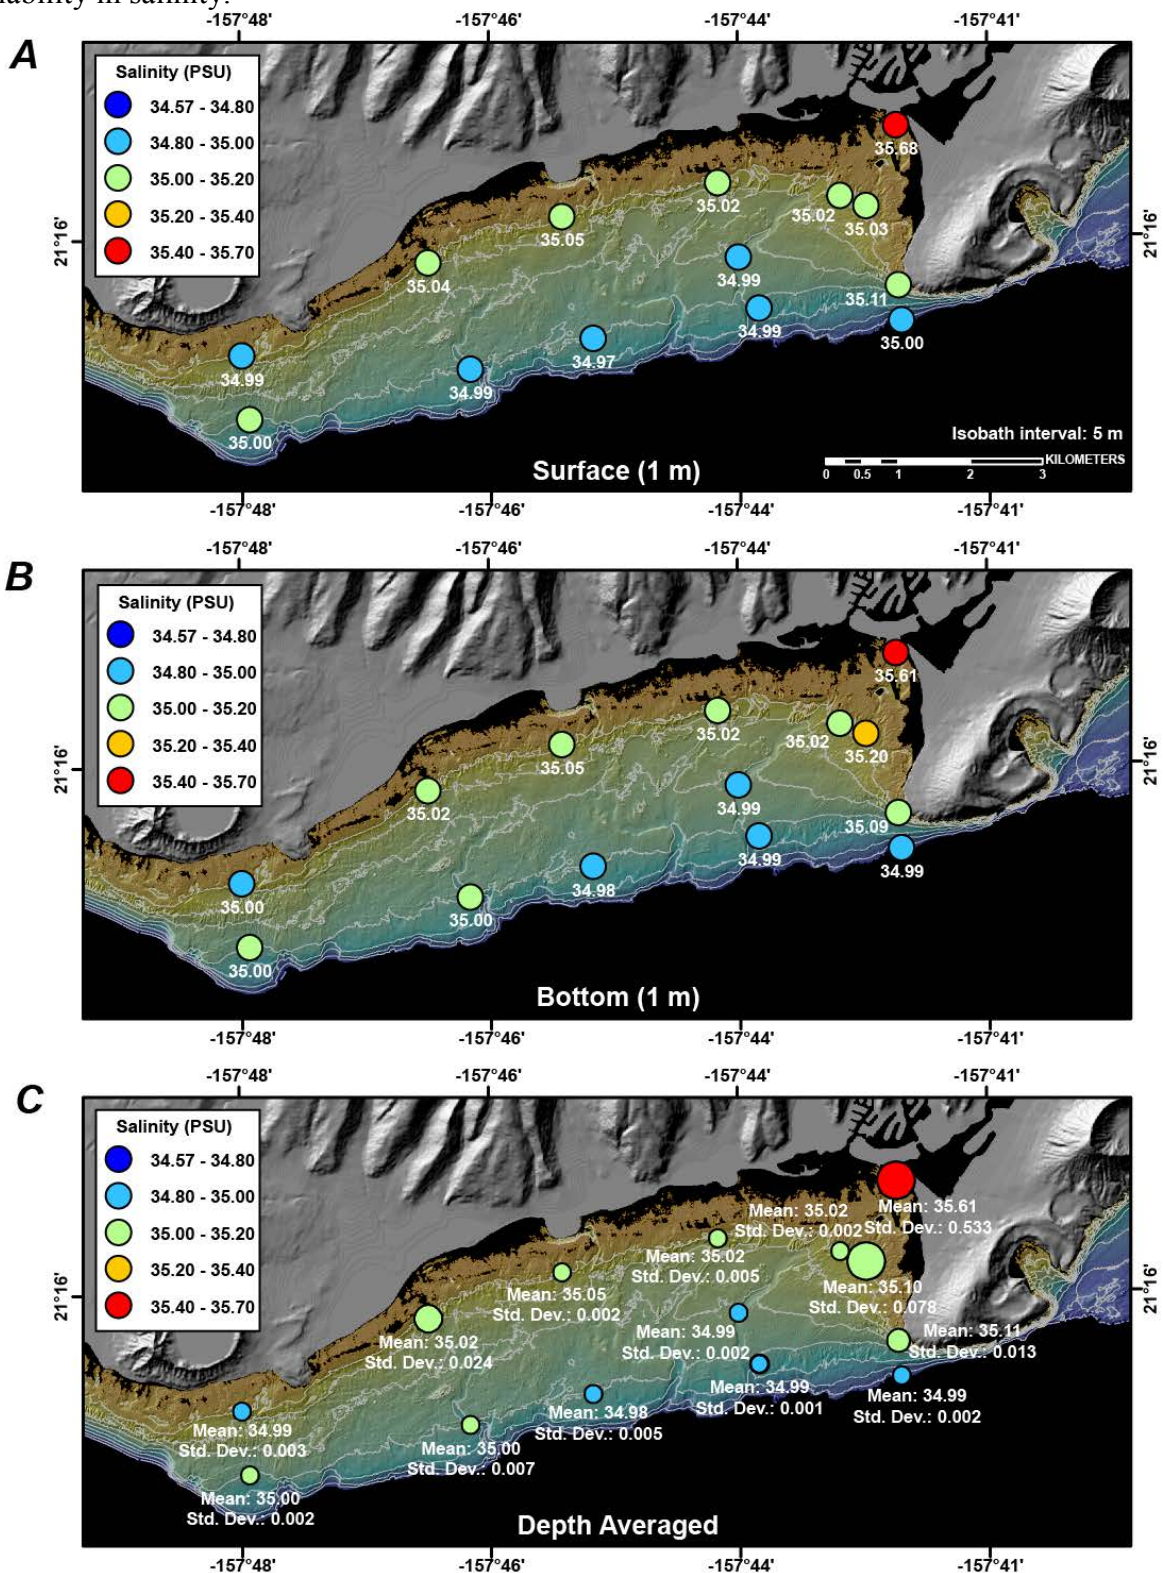 -157°48' -157°46' -157°44' -157°41'
A
Salinity (PSU)
34.57 - 34.80
34.80 - 35.00
35.00 - 35.20
35.20 - 35.40
35.40 - 35.70
35.68
35.02
35.02
35.03
35.05
21°16'
21°16'
35.04
34.99
35.11
34.99
35.00
34.97
34.99
34.99
35.00
Isobath interval: 5 m
KILOMETERS
0 0.5 1 2 3
Surface (1 m)
-157°48' -157°46' -157°44' -157°41'
-157°48' -157°46' -157°44' -157°41'
B
Salinity (PSU)
34.57 - 34.80
34.80 - 35.00
35.00 - 35.20
35.20 - 35.40
35.40 - 35.70
35.61
35.02
35.02
35.20
35.05
21°16'
21°16'
35.02
34.99
35.09
34.99
34.99
34.98
35.00
35.00
35.00
Bottom (1 m)
-157°48' -157°46' -157°44' -157°41'
-157°48' -157°46' -157°44' -157°41'
C
Salinity (PSU)
34.57 - 34.80
34.80 - 35.00
35.00 - 35.20
35.20 - 35.40
35.40 - 35.70
Mean: 35.61
Std. Dev.: 0.533
Mean: 35.02
Std. Dev.: 0.002
Mean: 35.02
Std. Dev.: 0.005
Mean: 35.10
Std. Dev.: 0.078
Mean: 35.05
Std. Dev.: 0.002
21°16'
21°16'
Mean: 35.02
Std. Dev.: 0.024
Mean: 34.99
Std. Dev.: 0.002
Mean: 35.11
Std. Dev.: 0.013
Mean: 34.99
Std. Dev.: 0.001
Mean: 34.99
Std. Dev.: 0.002
Mean: 34.98
Std. Dev.: 0.005
Mean: 34.99
Std. Dev.: 0.003
Mean: 35.00
Std. Dev.: 0.007
Mean: 35.00
Std. Dev.: 0.002
Depth Averaged
-157°48' -157°46' -157°44' -157°41'